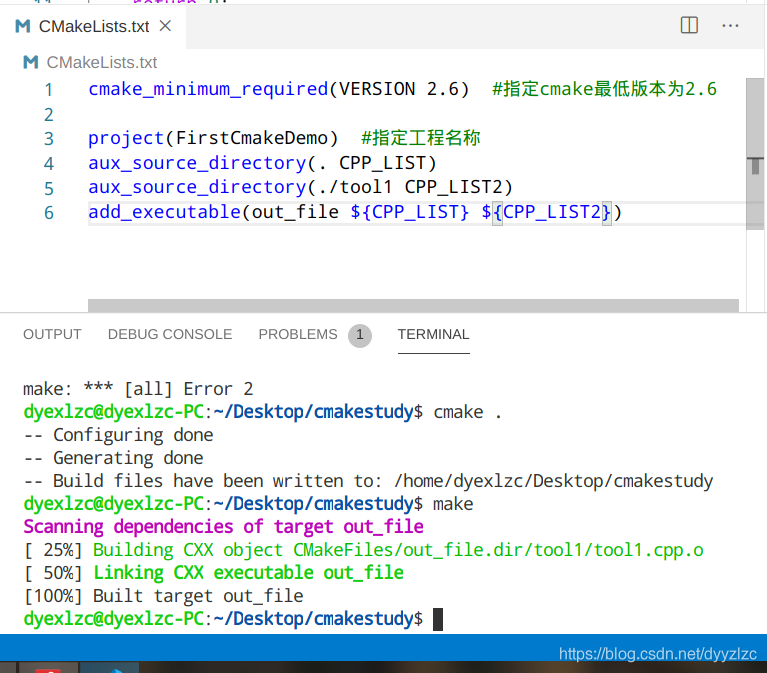 CMakeLists.txt
CMakeLists.txt
1 cmake_minimum_required(VERSION 2.6)  #指定cmake最低版本为2.6
2
3 project(FirstCmakeDemo)  #指定工程名称
4 aux_source_directory(. CPP_LIST)
5 aux_source_directory(./tool1 CPP_LIST2)
6 add_executable(out_file ${CPP_LIST} ${CPP_LIST2})
OUTPUT DEBUG CONSOLE PROBLEMS 1 TERMINAL
make: *** [all] Error 2
dyexlzc@dyexlzc-PC:~/Desktop/cmakestudy$ cmake .
-- Configuring done
-- Generating done
-- Build files have been written to: /home/dyexlzc/Desktop/cmakestudy
dyexlzc@dyexlzc-PC:~/Desktop/cmakestudy$ make
Scanning dependencies of target out_file
[ 25%] Building CXX object CMakeFiles/out_file.dir/tool1/tool1.cpp.o
[ 50%] Linking CXX executable out_file
[100%] Built target out_file
dyexlzc@dyexlzc-PC:~/Desktop/cmakestudy$
https://blog.csdn.net/dyyzlzc